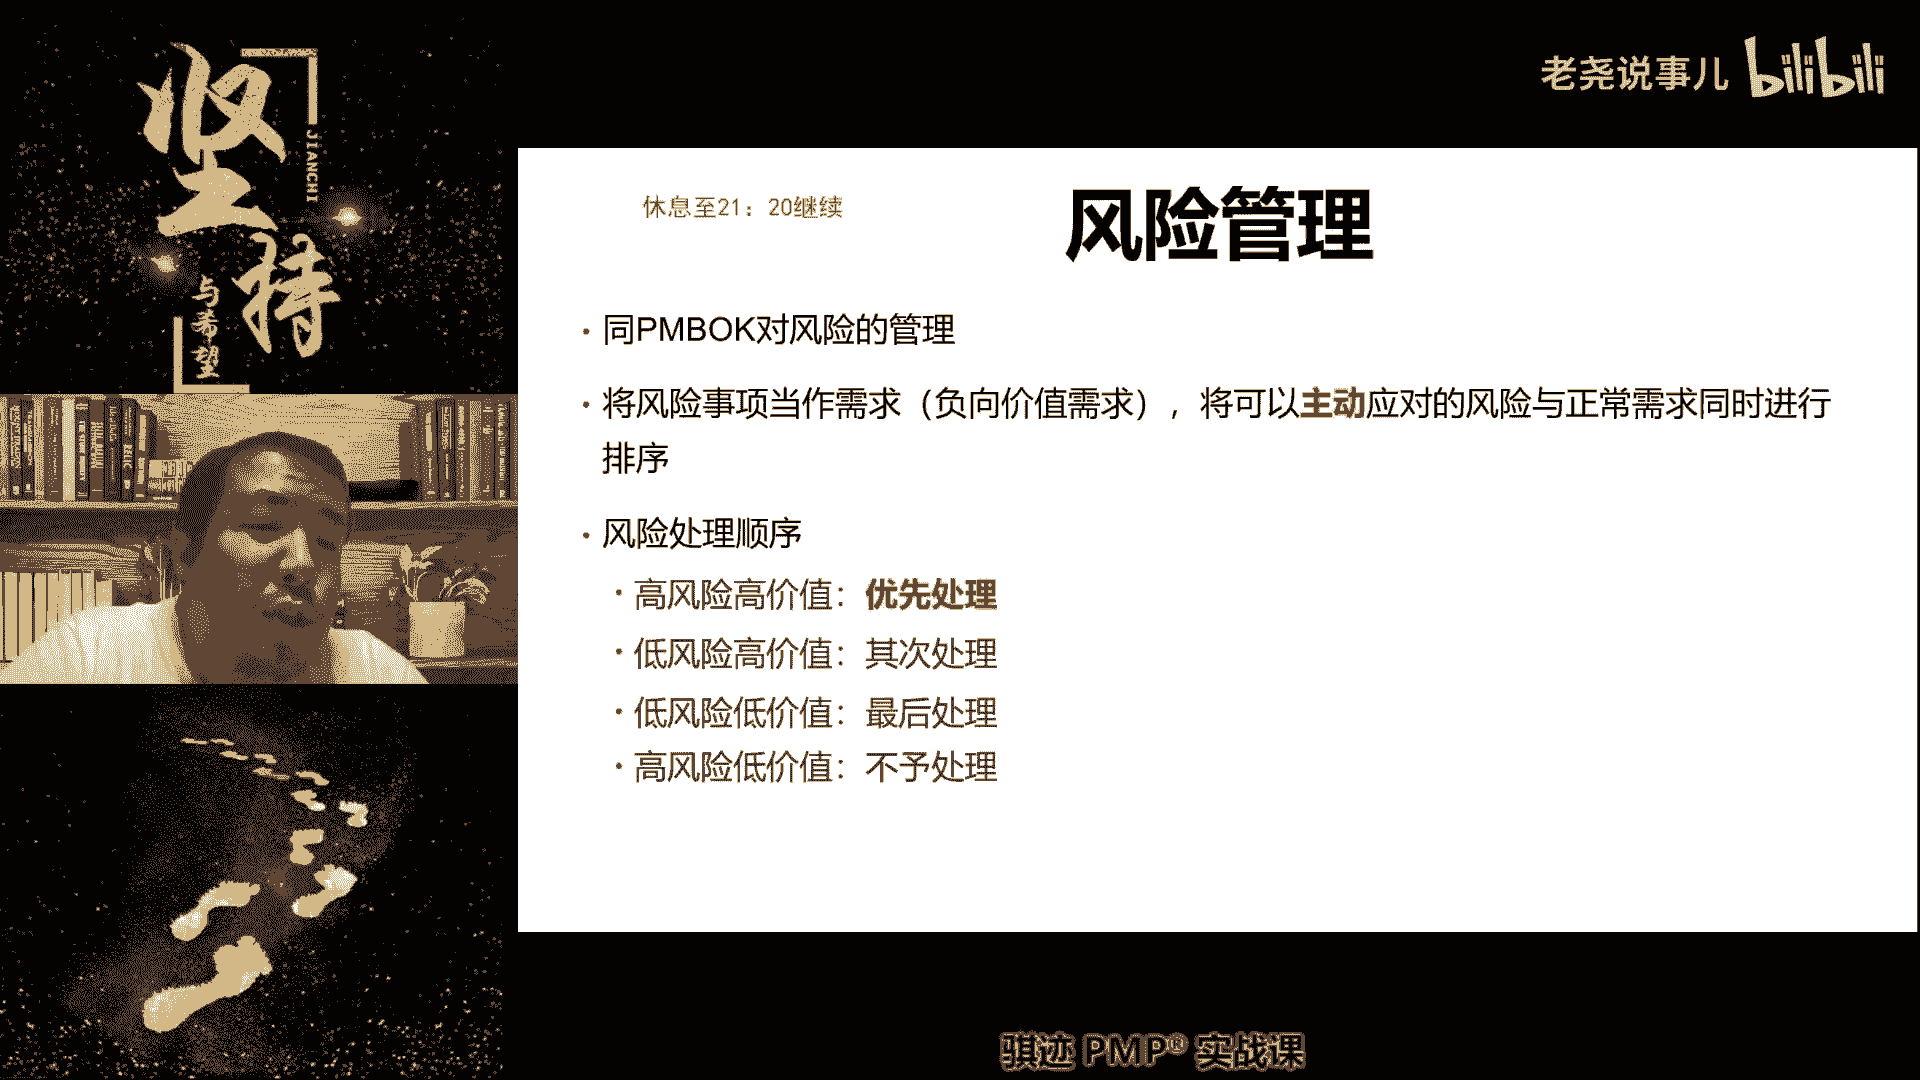 坚持
JIANCHI
与希望
老尧说事儿 bilibili
休息至21：20继续
风险管理
·同PMBOK对风险的管理
·将风险事项当作需求（负向价值需求），将可以主动应对的风险与正常需求同时进行
排序
·风险处理顺序
·高风险高价值：优先处理
·低风险高价值：其次处理
·低风险低价值：最后处理
·高风险低价值：不予处理
骐迹 PMP® 实战课